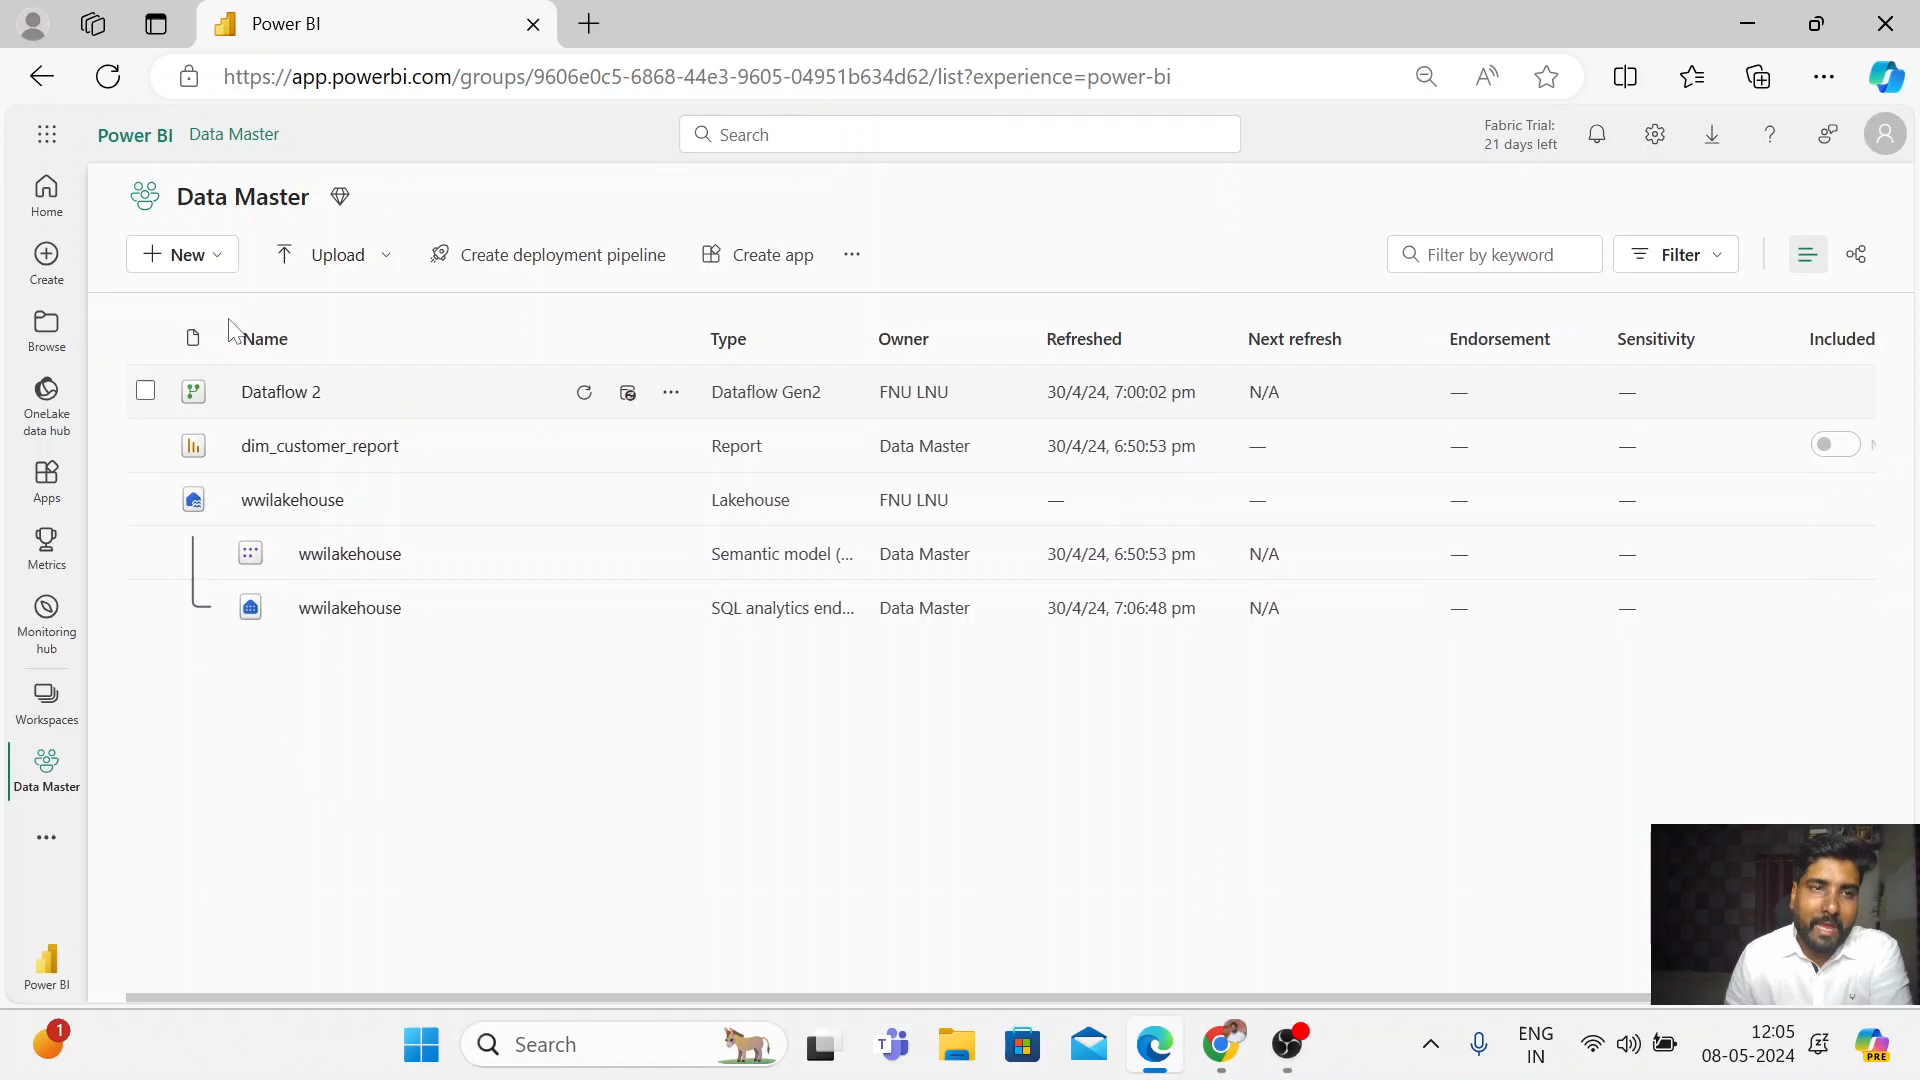 Power BI
https://app.powerbi.com/groups/9606e0c5-6868-44e3-9605-04951b634d62/list?experience=power-bi
Power BI Data Master
Search
Fabric Trial:
21 days left
Data Master
New Upload Create deployment pipeline Create app
Filter by keyword
Filter
Home
Create
Browse
OneLake
data hub
Apps
Metrics
Monitoring
hub
Workspaces
Data Master
Power BI
Name Type Owner Refreshed Next refresh Endorsement Sensitivity Included
Dataflow 2 Dataflow Gen2 FNU LNU 30/4/24, 7:00:02 pm N/A — —
dim_customer_report Report Data Master 30/4/24, 6:50:53 pm — — —
wwilakehouse Lakehouse FNU LNU — — — —
wwilakehouse Semantic model (... Data Master 30/4/24, 6:50:53 pm N/A — —
wwilakehouse SQL analytics end... Data Master 30/4/24, 7:06:48 pm N/A — —
1
Search
ENG
IN
12:05
08-05-2024
PRE